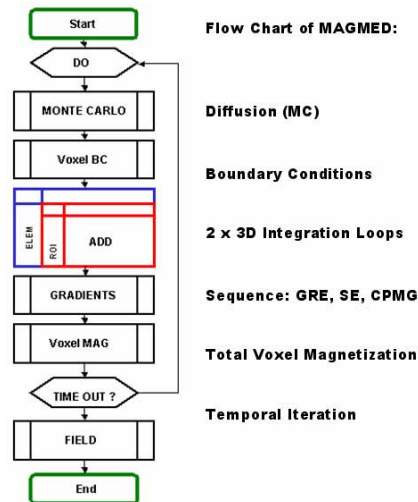 Start
Flow Chart of MAGMED:
DO
MONTE CARLO
Diffusion (MC)
Voxel BC
Boundary Conditions
ELEM
ROI
ADD
2 x 3D Integration Loops
GRADIENTS
Sequence: GRE, SE, CPMG
Voxel MAG
Total Voxel Magnetization
TIME OUT ?
Temporal Iteration
FIELD
End